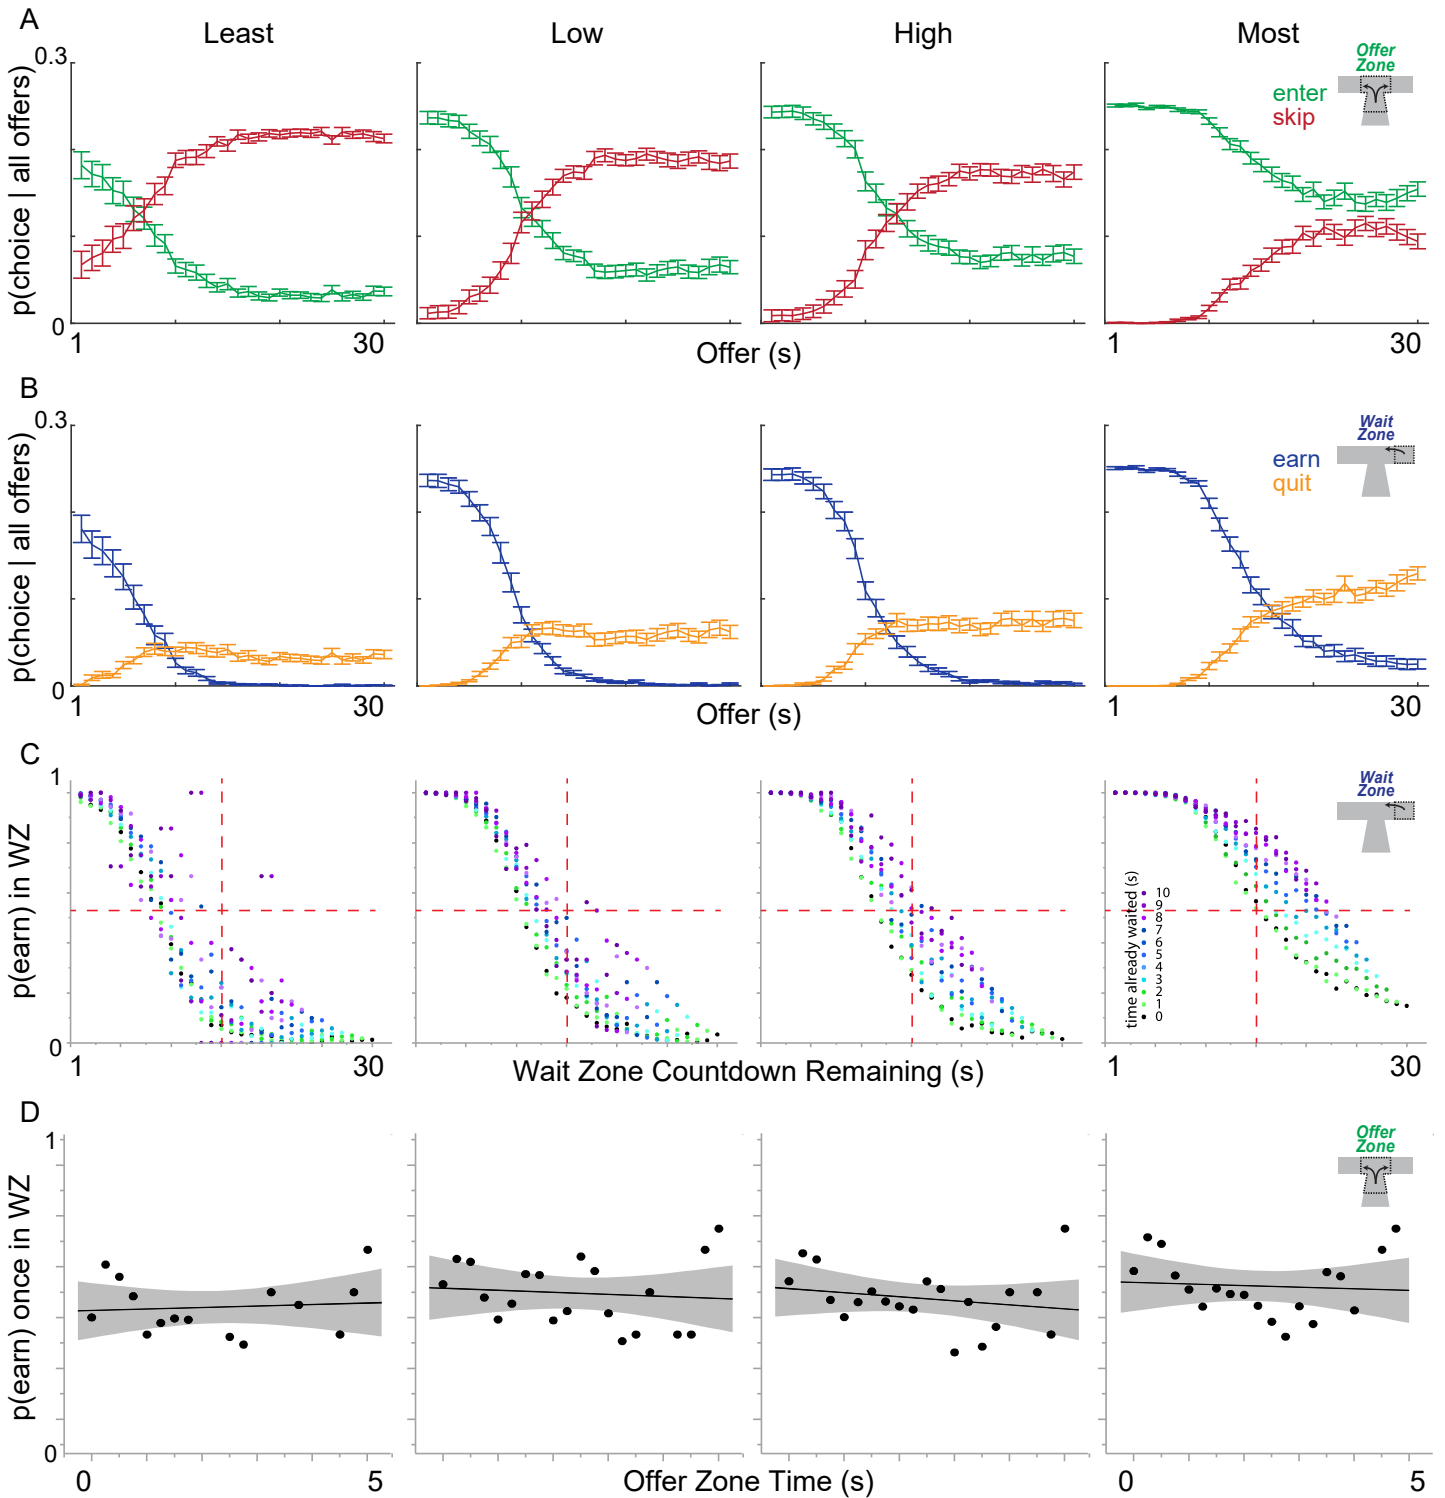 A
Least
Low
High
Most
0.3
p(choice | all offers)
0
Offer
Zone
enter
skip
1
30
Offer (s)
1
30
B
0.3
p(choice | all offers)
0
Wait
Zone
earn
quit
1
30
Offer (s)
1
30
C
1
p(earn) in WZ
0
Wait
Zone
time already waited (s)
10
9
8
7
6
5
4
3
2
1
0
1
30
Wait Zone Countdown Remaining (s)
1
30
D
1
p(earn) once in WZ
0
Offer
Zone
0
5
Offer Zone Time (s)
0
5